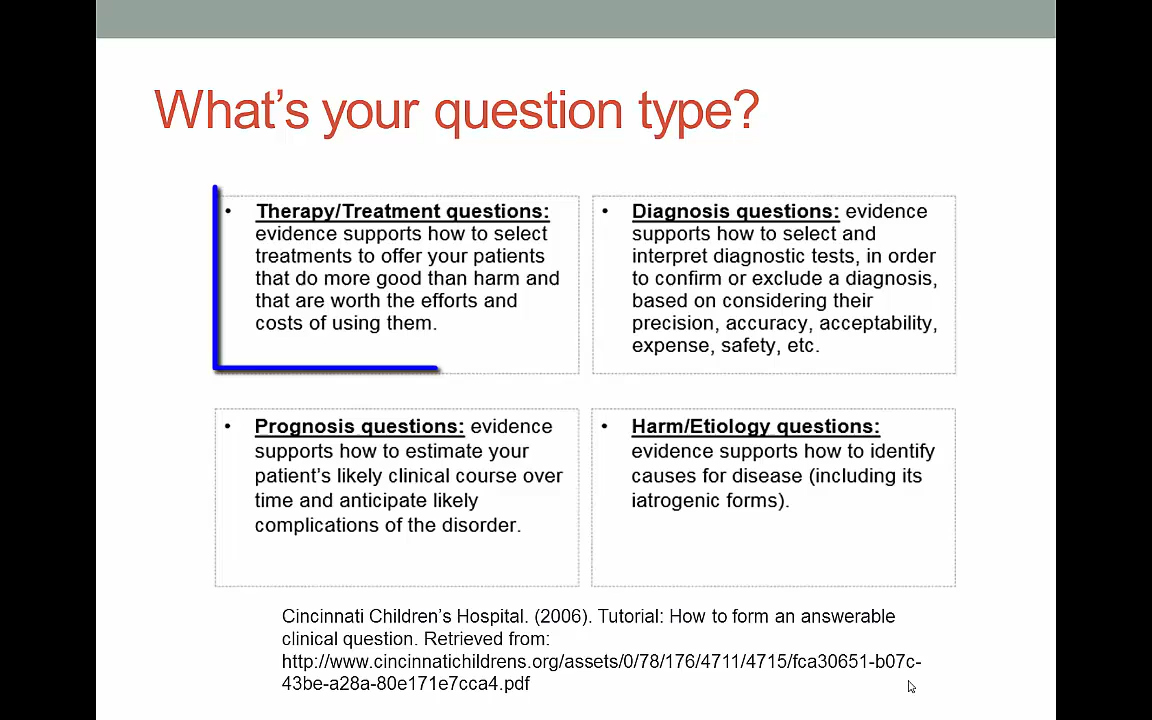 What's your question type?
• Therapy/Treatment questions:
evidence supports how to select
treatments to offer your patients
that do more good than harm and
that are worth the efforts and
costs of using them.
• Diagnosis questions: evidence
supports how to select and
interpret diagnostic tests, in order
to confirm or exclude a diagnosis,
based on considering their
precision, accuracy, acceptability,
expense, safety, etc.
• Prognosis questions: evidence
supports how to estimate your
patient's likely clinical course over
time and anticipate likely
complications of the disorder.
• Harm/Etiology questions:
evidence supports how to identify
causes for disease (including its
iatrogenic forms).
Cincinnati Children's Hospital. (2006). Tutorial: How to form an answerable
clinical question. Retrieved from:
http://www.cincinnatichildrens.org/assets/0/78/176/4711/4715/fca30651-b07c-
43be-a28a-80e171e7cca4.pdf